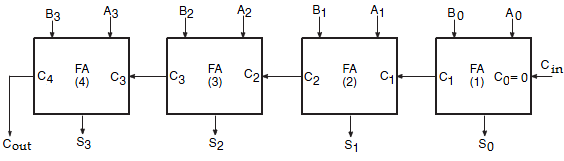 B3 A3 B2 A2 B1 A1 B0 A0
Cin
C4 FA C3 C3 FA C2 C2 FA C1 C1 FA C0= 0
(4) (3) (2) (1)
Cout S3 S2 S1 S0